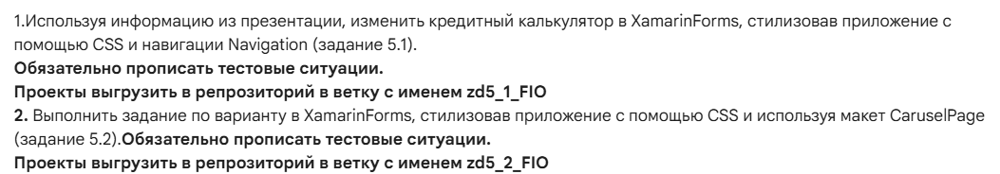 1.Используя информацию из презентации, изменить кредитный калькулятор в XamarinForms, стилизовав приложение с
помощью CSS и навигации Navigation (задание 5.1).
Обязательно прописать тестовые ситуации.
Проекты выгрузить в репрозиторий в ветку с именем zd5_1_FIO
2. Выполнить задание по варианту в XamarinForms, стилизовав приложение с помощью CSS и используя макет CaruselPage
(задание 5.2).Обязательно прописать тестовые ситуации.
Проекты выгрузить в репрозиторий в ветку с именем zd5_2_FIO